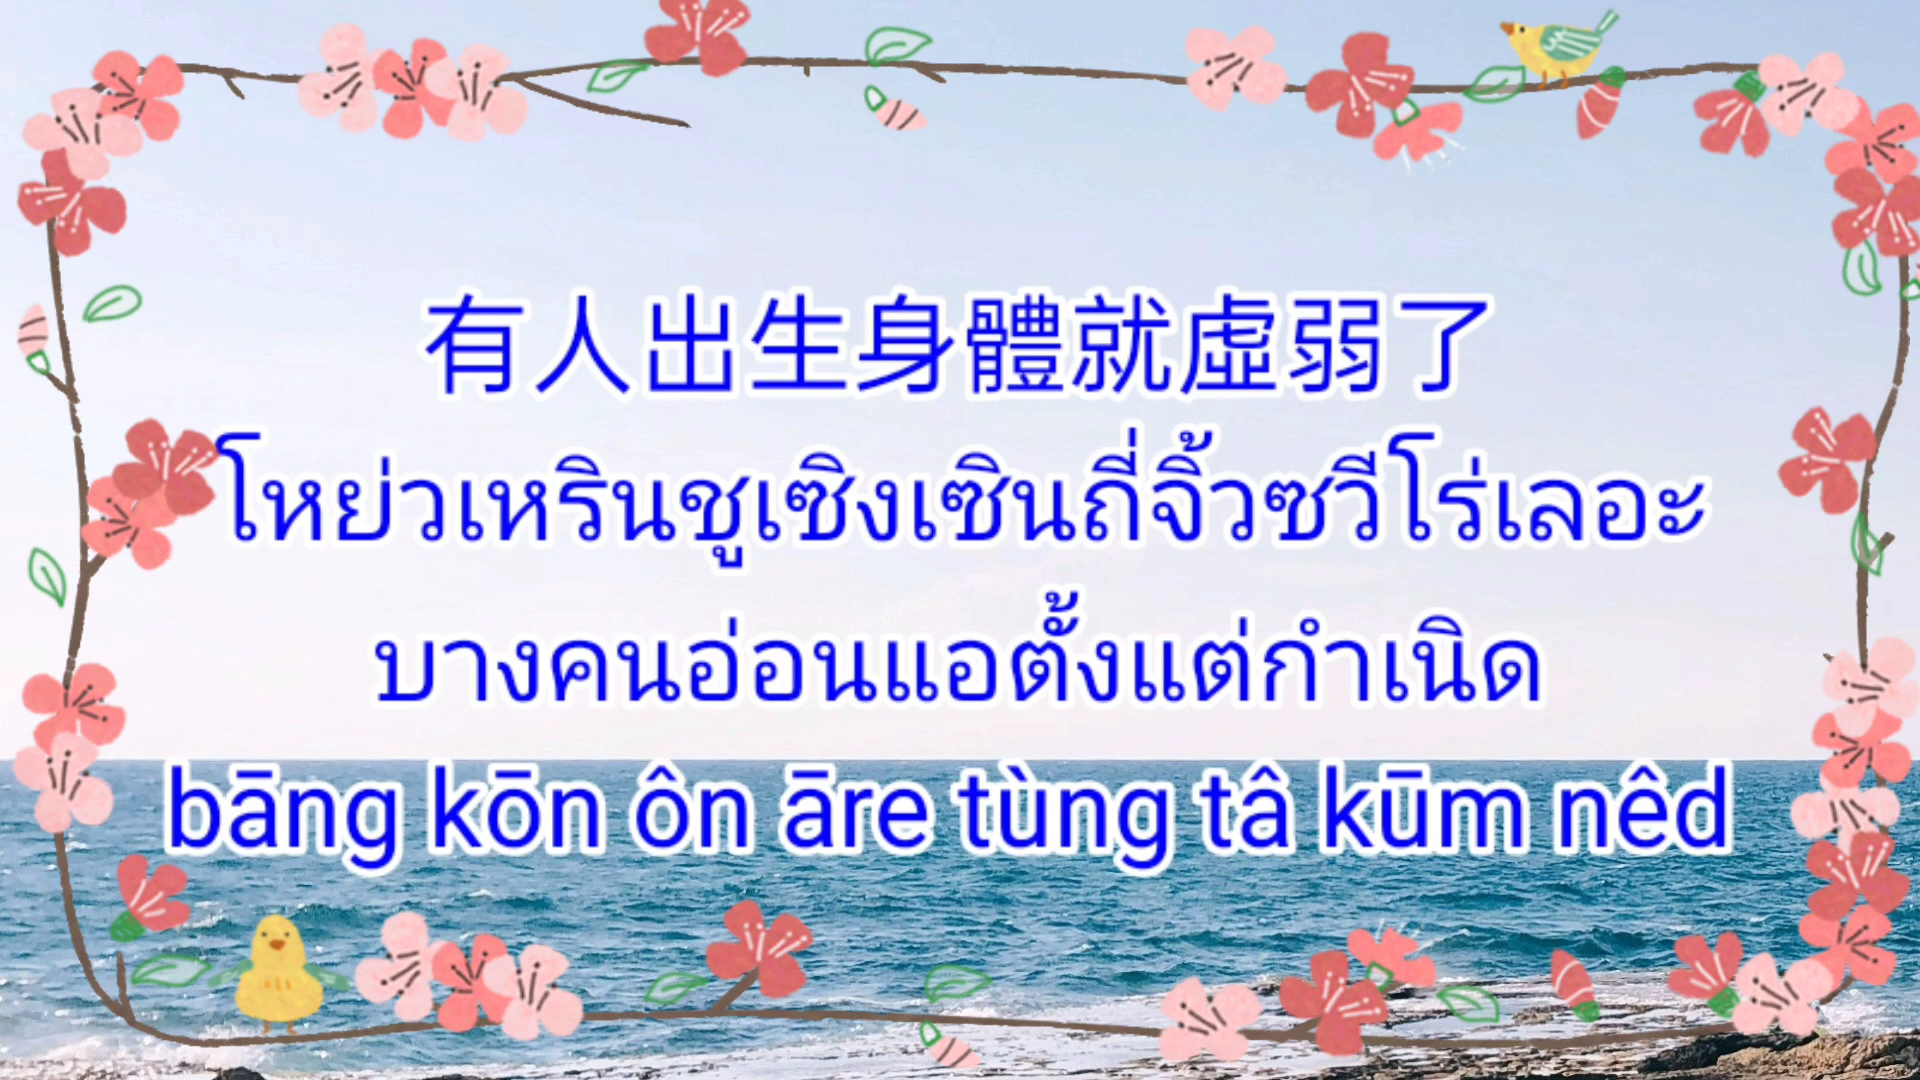 有人出生身體就虛弱了
โหย่วเหรินชูเซิงเซินถี่จิ้วซวีโร่เลอะ
บางคนอ่อนแอตั้งแต่กำเนิด
bāng kōn ôn āre tùng tâ kūm nêd